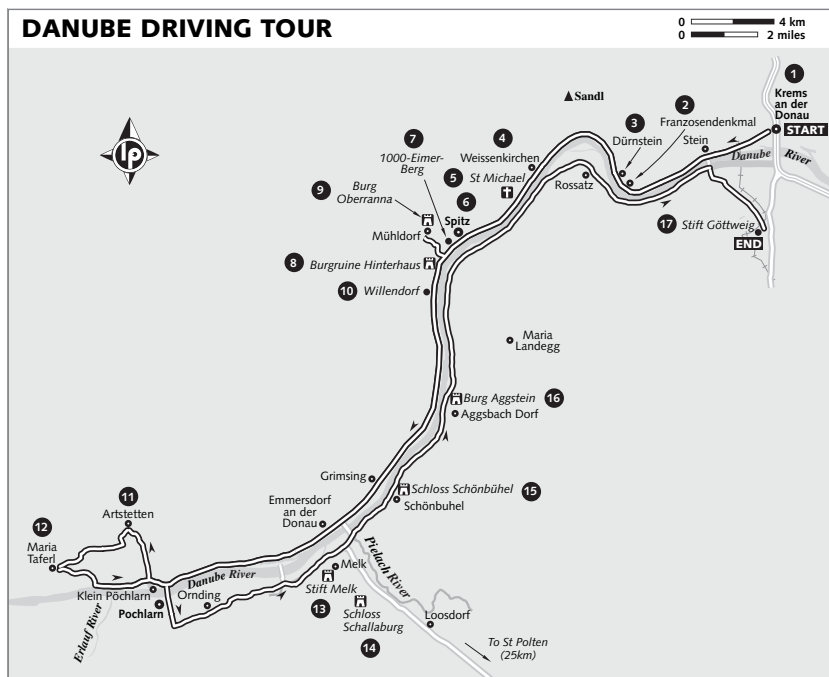 DANUBE DRIVING TOUR
0 4 km
0 2 miles
lp
1
Krems
an der
Donau
START
2
Franzosendenkmal
Stein
Danube River
3
Dürnstein
Sandl
4
Weissenkirchen
St Michael
Rossatz
7
1000-Eimer-
Berg
5
6
Spitz
9
Burg
Oberranna
Mühldorf
17
Stift Göttweig
END
8
Burgruine Hinterhaus
10
Willendorf
Maria
Landegg
Burg Aggstein
16
Aggsbach Dorf
Grimsing
Schloss Schönbühel
15
Schönbuhel
Emmersdorf
an der
Donau
11
Artstetten
12
Maria
Taferl
Danube River
Pielach River
Melk
Stift Melk
13
Klein Pöchlarn
Pochlarn
Ornding
Erlauf River
Schloss
Schallaburg
14
Loosdorf
To St Polten
(25km)